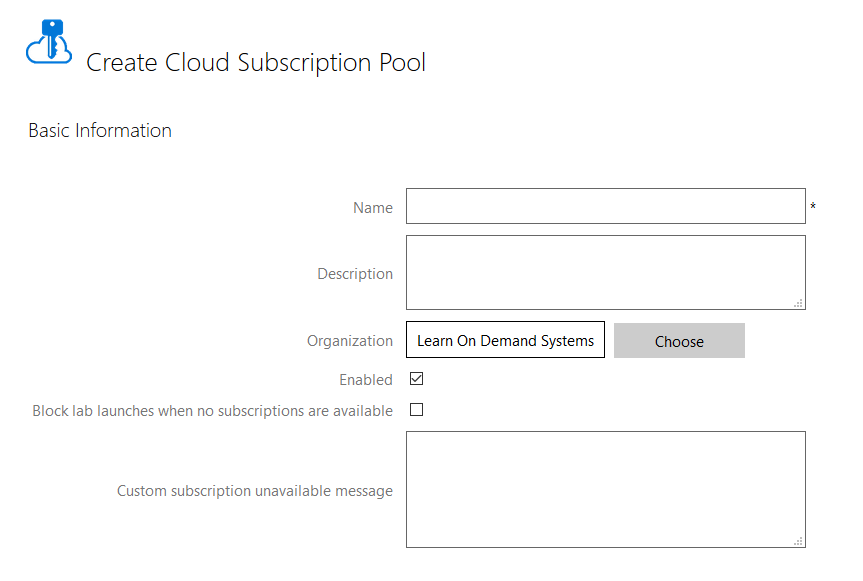 Create Cloud Subscription Pool
Basic Information
Name *
Description
Organization Learn On Demand Systems Choose
Enabled
Block lab launches when no subscriptions are available
Custom subscription unavailable message